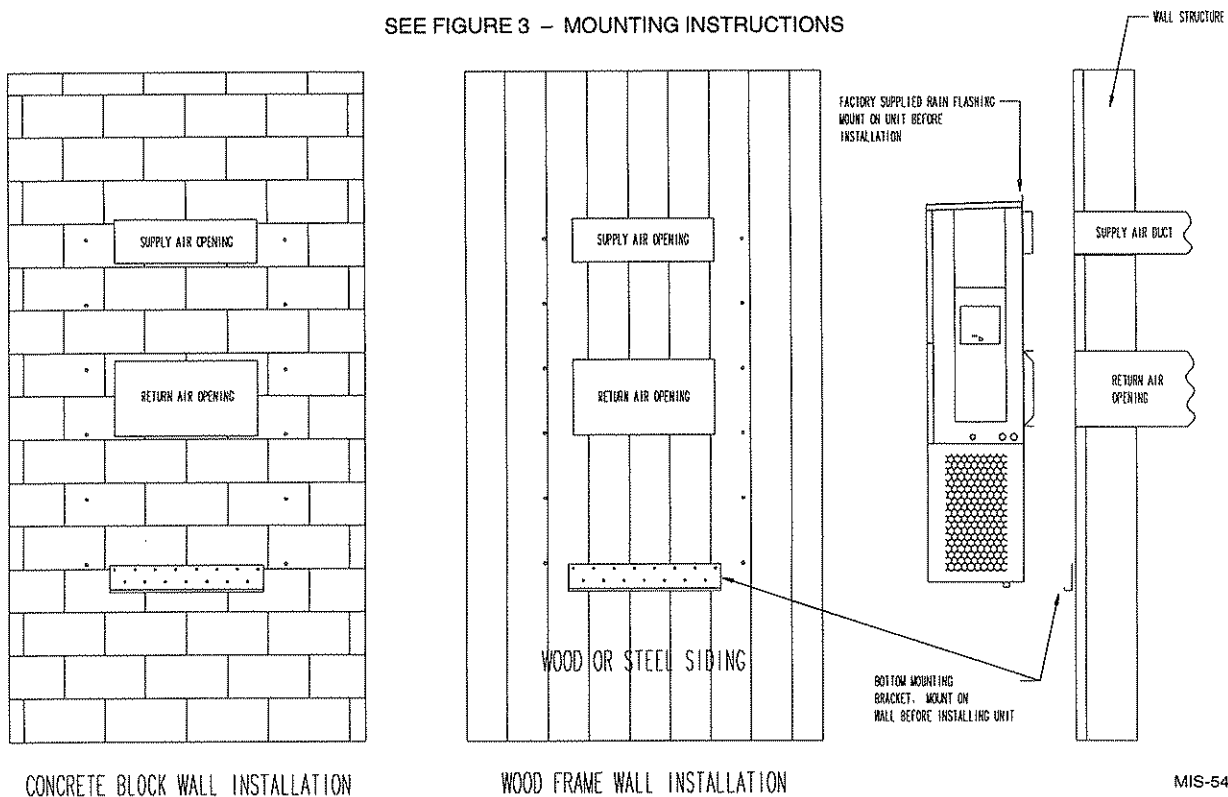 SEE FIGURE 3 – MOUNTING INSTRUCTIONS
WALL STRUCTURE
FACTORY SUPPLIED RAIN FLASHING
MOUNT ON UNIT BEFORE
INSTALLATION
SUPPLY AIR OPENING
SUPPLY AIR OPENING
SUPPLY AIR DUCT
RETURN AIR OPENING
RETURN AIR OPENING
RETURN AIR
OPENING
WOOD OR STEEL SIDING
BOTTOM MOUNTING
BRACKET. MOUNT ON
WALL BEFORE INSTALLING UNIT
CONCRETE BLOCK WALL INSTALLATION
WOOD FRAME WALL INSTALLATION
MIS-54